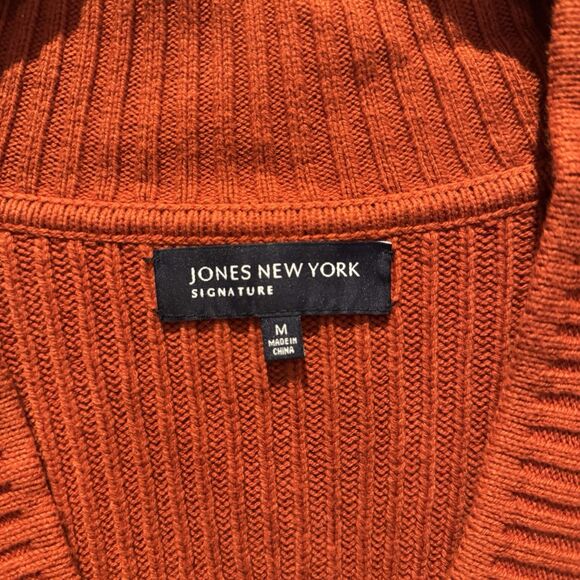 JONES NEW YORK
SIGNATURE
M
MADE IN
CHINA